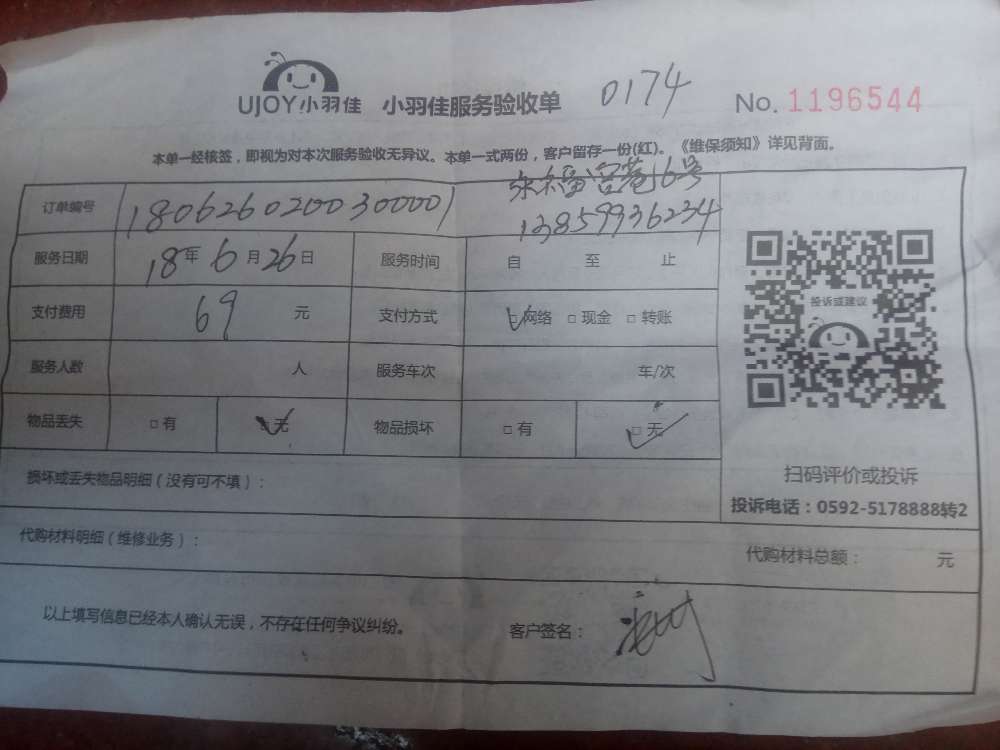 UJOY小羽佳 小羽佳服务验收单 0174 No. 1196544
本单一经核签，即视为对本次服务验收无异议。本单一式两份，客户留存一份(红)。《维保须知》详见背面。
永福宫巷16号
订单编号 1806260200300001
13859936234
服务日期 18年6月26日 服务时间 自 至 止
投诉或建议
支付费用 69 元 支付方式 □网络 □现金 □转账
服务人数 人 服务车次 车/次
物品丢失 □有 □无 物品损坏 □有 □无
扫码评价或投诉
损坏或丢失物品明细（没有可不填）：
投诉电话：0592-5178888转2
代购材料明细（维修业务）： 代购材料总额： 元
以上填写信息已经本人确认无误，不存在任何争议纠纷。 客户签名：